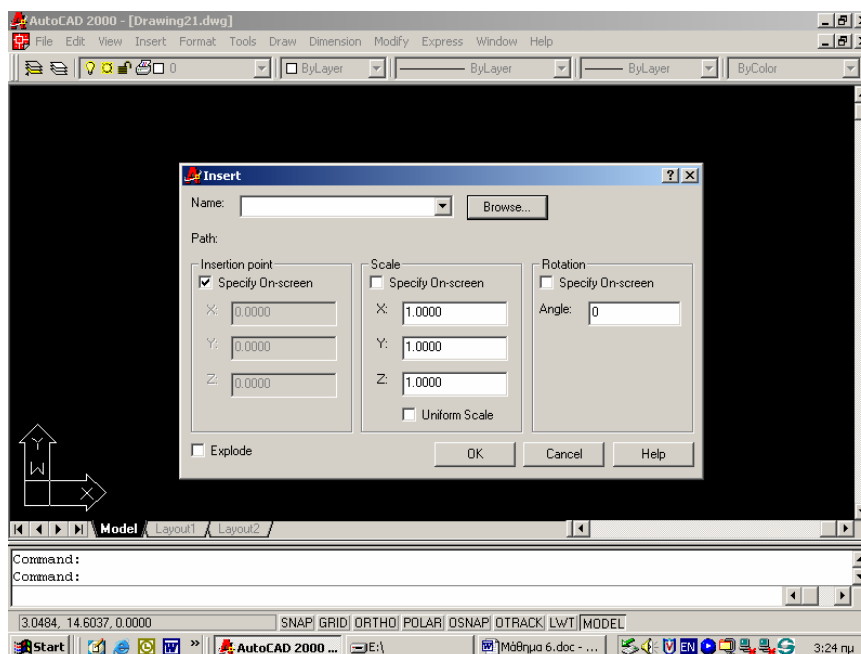 AutoCAD 2000 - [Drawing21.dwg]
File Edit View Insert Format Tools Draw Dimension Modify Express Window Help
0 ByLayer ByLayer ByLayer ByColor
Insert
Name: Browse...
Path:
Insertion point Scale Rotation
Specify On-screen Specify On-screen Specify On-screen
X: 0.0000 X: 1.0000 Angle: 0
Y: 0.0000 Y: 1.0000
Z: 0.0000 Z: 1.0000
Uniform Scale
Explode OK Cancel Help
Y
W
X
Model Layout1 Layout2
Command:
Command:
3.0484, 14.6037, 0.0000 SNAP GRID ORTHO POLAR OSNAP OTRACK LWT MODEL
Start » AutoCAD 2000 ... E:\ Μάθημα 6.doc - ... EN 3:24 πμ